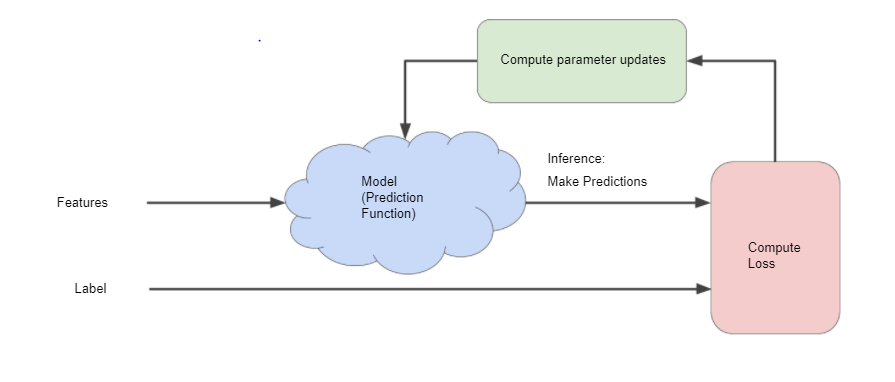 Compute parameter updates
Inference:
Make Predictions
Model
(Prediction
Function)
Features
Compute
Loss
Label